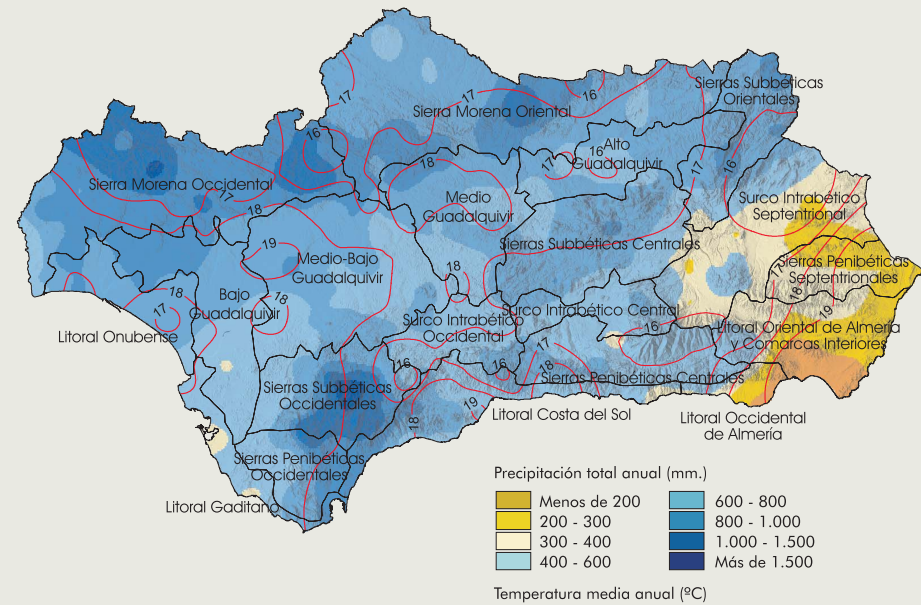 Sierras Subbéticas
Orientales
Sierra Morena Oriental
Alto
Guadalquivir
Sierra Morena Occidental
Medio
Guadalquivir
Surco Intrabético
Septentrional
Sierras Subbéticas Centrales
Medio-Bajo
Guadalquivir
Sierras Penibéticas
Septentrionales
Bajo
Guadalquivir
Surco Intrabético Central
Surco Intrabético
Occidental
Litoral Onubense
Litoral Oriental de Almería
y Comarcas Interiores
Sierras Subbéticas
Occidentales
Sierras Penibéticas Centrales
Litoral Costa del Sol
Litoral Occidental
de Almería
Sierras Penibéticas
Occidentales
Litoral Gaditano
17
17
16
16
16
17
18
17
16
17
18
19
18
18
18
17
17
18
19
16
17
18
16
16
19
18
Precipitación total anual (mm.)
Menos de 200
200 - 300
300 - 400
400 - 600
600 - 800
800 - 1.000
1.000 - 1.500
Más de 1.500
Temperatura media anual (ºC)